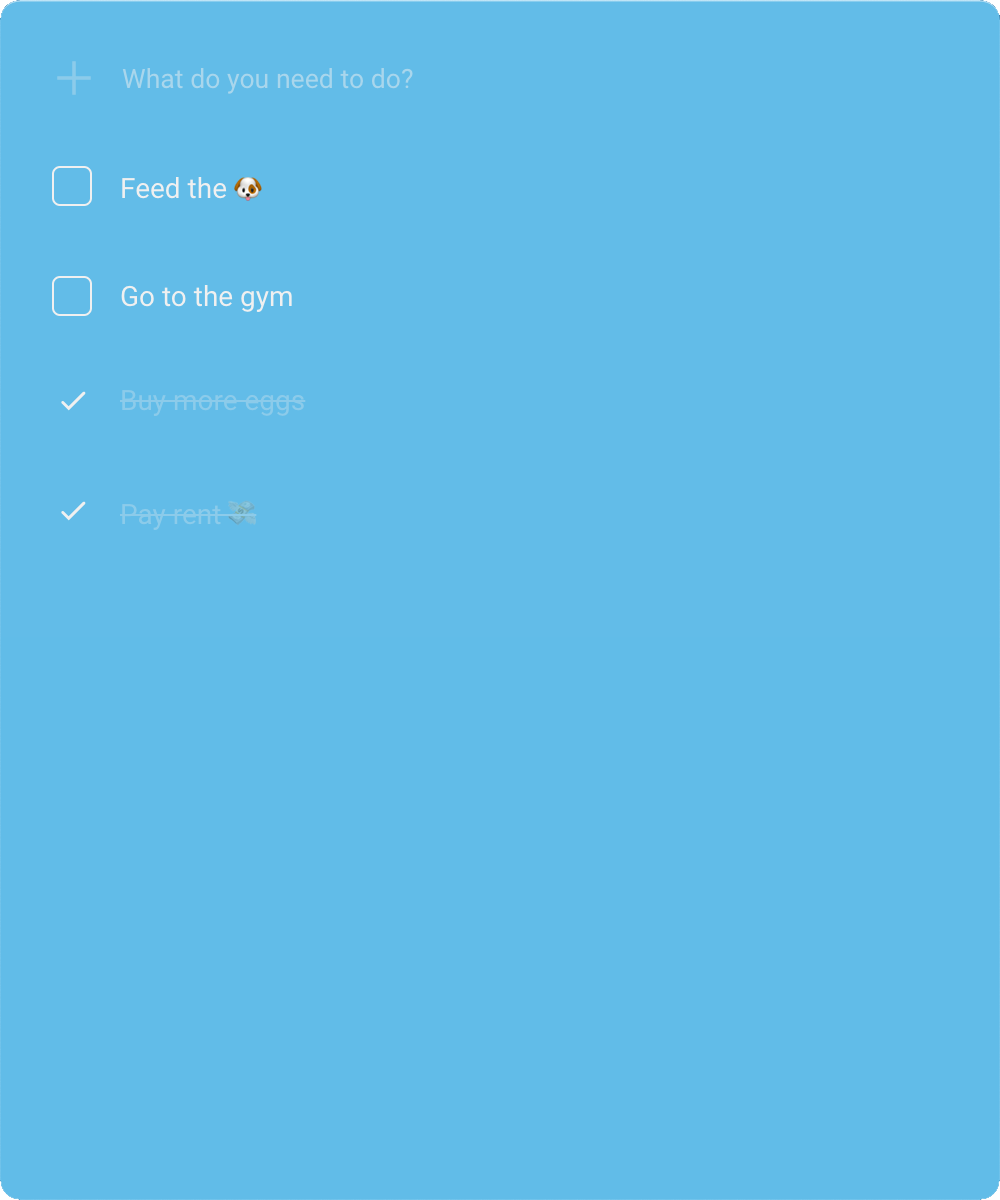 What do you need to do?
Feed the 🐶
Go to the gym
Buy more eggs
Pay rent 💸